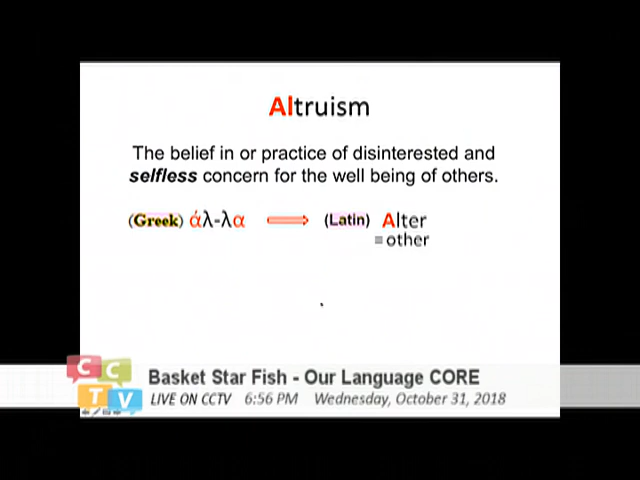 Altruism
The belief in or practice of disinterested and
selfless concern for the well being of others.
(Greek) άλ-λα ⟹ (Latin) Alter
=other
CC
TV
Basket Star Fish - Our Language CORE
LIVE ON CCTV 6:56 PM Wednesday, October 31, 2018